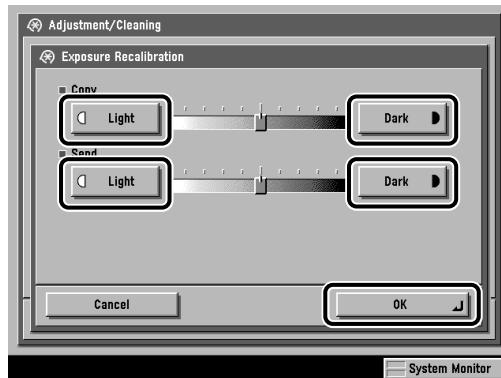 Adjustment/Cleaning
Exposure Recalibration
Copy
Light Dark
Send
Light Dark
Cancel OK
System Monitor